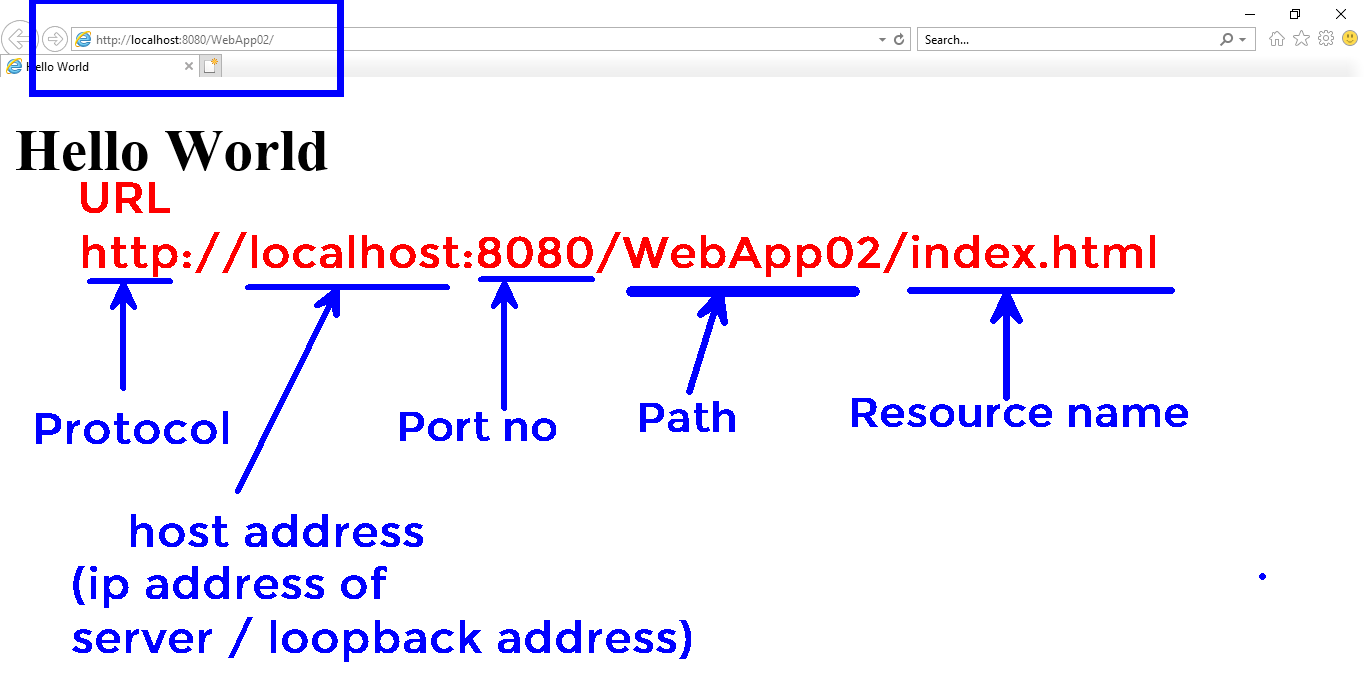 http://localhost:8080/WebApp02/
Search...
Hello World
Hello World
URL
http://localhost:8080/WebApp02/index.html
Protocol
Port no
Path
Resource name
host address
(ip address of
server / loopback address)